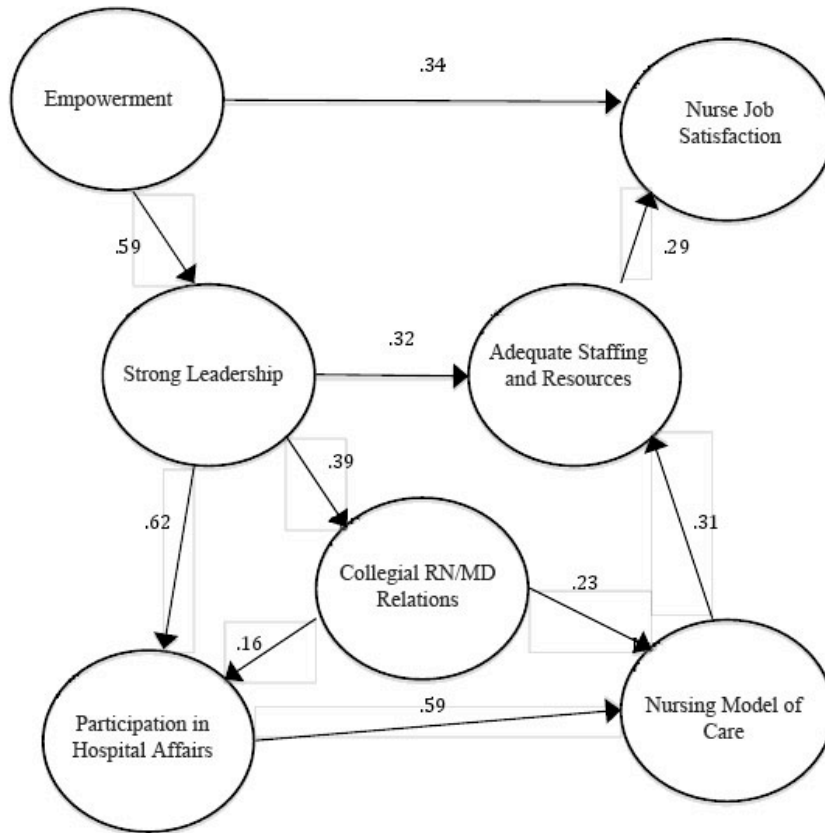 .34
Empowerment
Nurse Job
Satisfaction
.59
.29
.32
Strong Leadership
Adequate Staffing
and Resources
.39
.62
.31
Collegial RN/MD
Relations
.23
.16
.59
Participation in
Hospital Affairs
Nursing Model of
Care